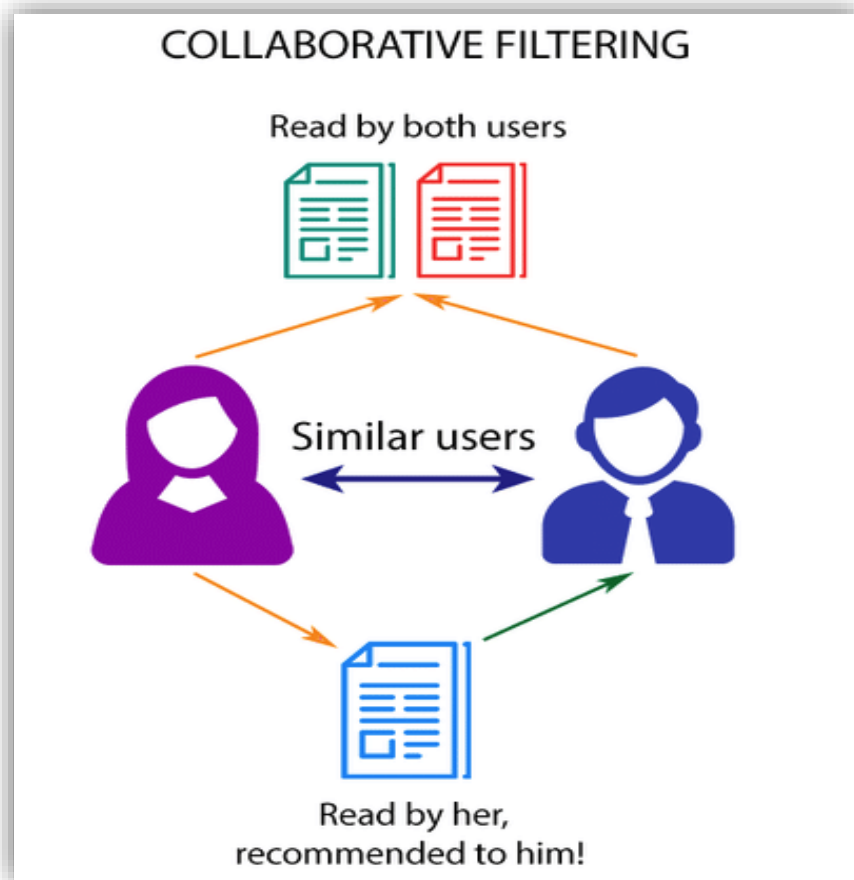 COLLABORATIVE FILTERING
Read by both users
Similar users
Read by her,
recommended to him!